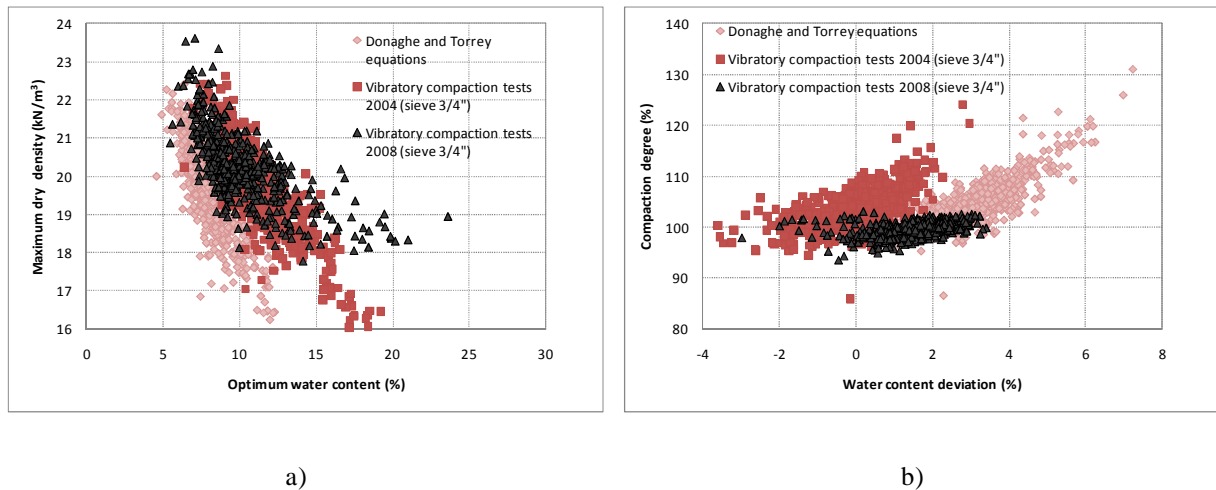 24
23
22
21
20
19
18
17
16
Maximum dry density (kN/m³)
0
5
10
15
20
25
30
Optimum water content (%)
Donaghe and Torrey
equations
Vibratory compaction tests
2004 (sieve 3/4")
Vibratory compaction tests
2008 (sieve 3/4")
140
130
120
110
100
90
80
Compaction degree (%)
-4
-2
0
2
4
6
8
Water content deviation (%)
Donaghe and Torrey equations
Vibratory compaction tests 2004 (sieve 3/4")
Vibratory compaction tests 2008 (sieve 3/4")
a)
b)